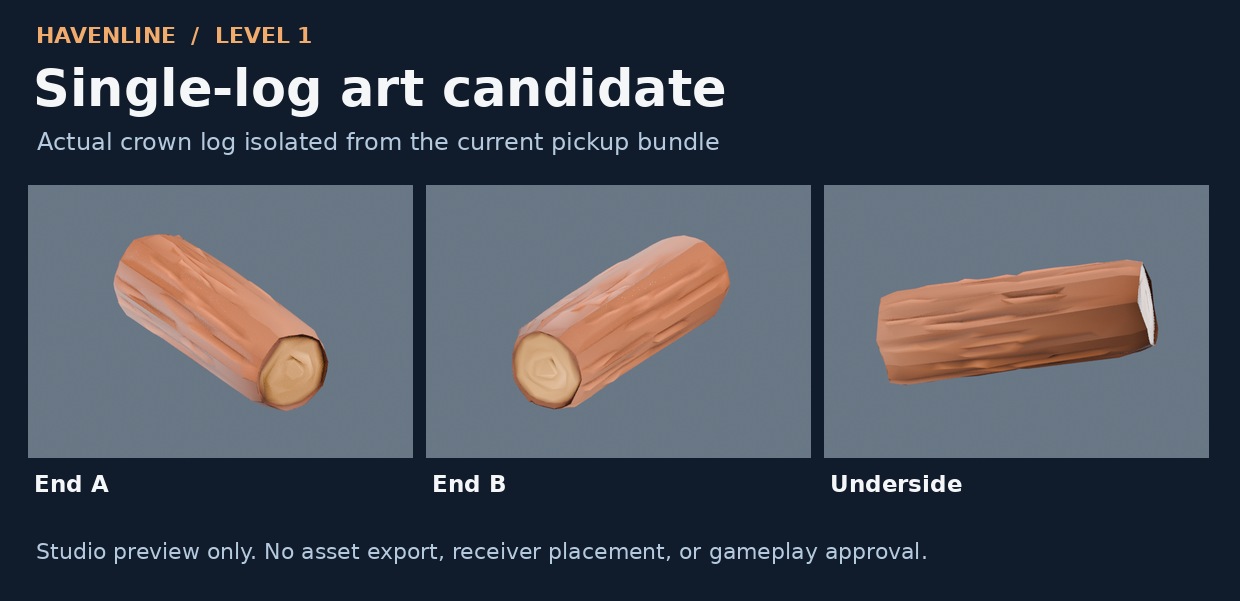 HAVENLINE / LEVEL 1
Single-log art candidate
Actual crown log isolated from the current pickup bundle
End A
End B
Underside
Studio preview only. No asset export, receiver placement, or gameplay approval.